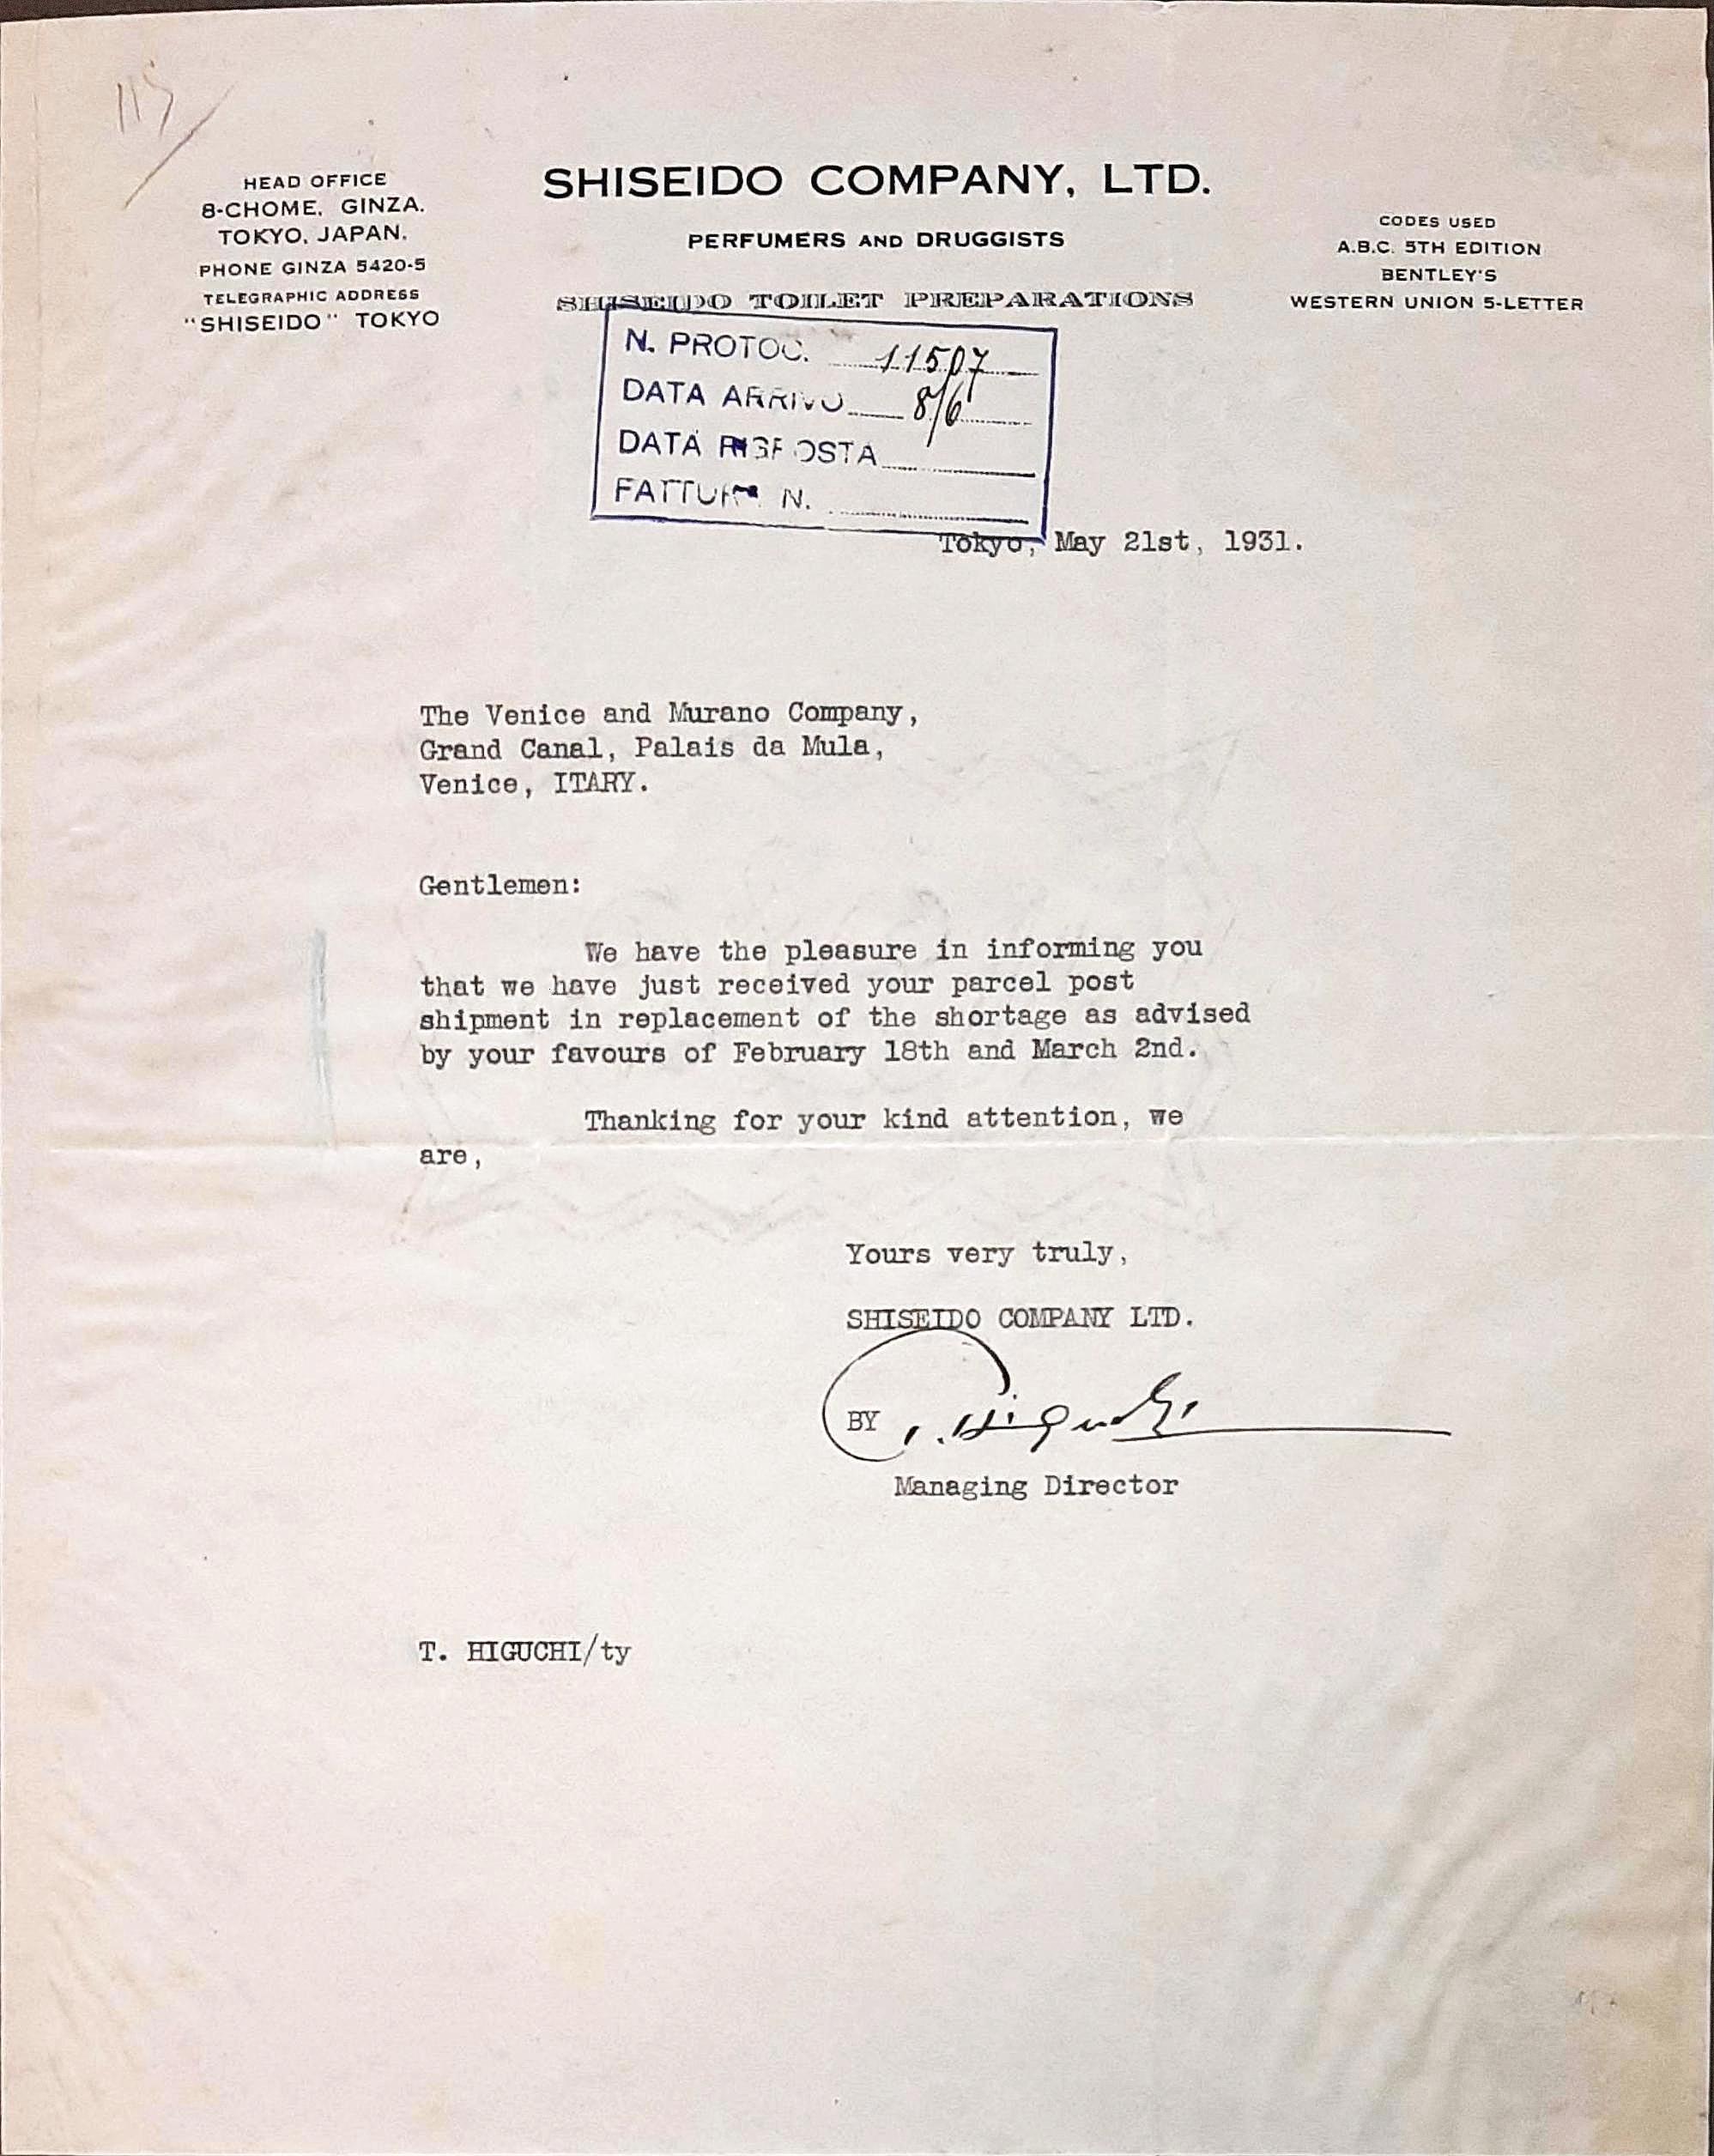 115
HEAD OFFICE
8-CHOME, GINZA.
TOKYO, JAPAN.
PHONE GINZA 5420-5
TELEGRAPHIC ADDRESS
"SHISEIDO" TOKYO
SHISEIDO COMPANY, LTD.
PERFUMERS AND DRUGGISTS
SHISEIDO TOILET PREPARATIONS
CODES USED
A.B.C. 5TH EDITION
BENTLEY'S
WESTERN UNION 5-LETTER
N. PROTOC. 11507
DATA ARRIVO 8/6
DATA RISPOSTA
FATTURA N.
Tokyo, May 21st, 1931.
The Venice and Murano Company,
Grand Canal, Palais da Mula,
Venice, ITARY.
Gentlemen:
We have the pleasure in informing you
that we have just received your parcel post
shipment in replacement of the shortage as advised
by your favours of February 18th and March 2nd.
Thanking for your kind attention, we
are,
Yours very truly,
SHISEIDO COMPANY LTD.
BY T. Higuchi
Managing Director
T. HIGUCHI/ty